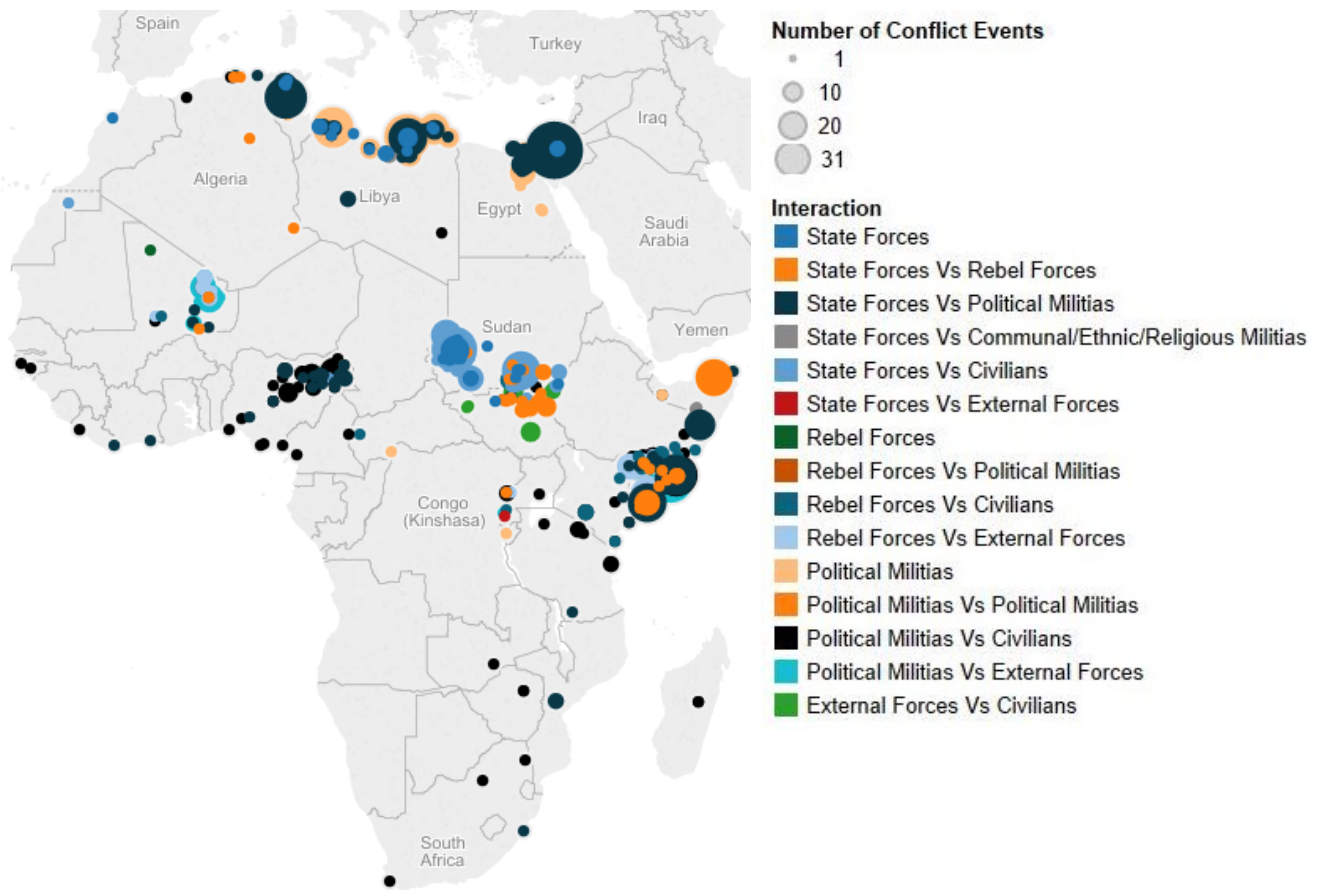 Spain
Turkey
Iraq
Algeria
Libya
Egypt
Saudi
Arabia
Sudan
Yemen
Congo
(Kinshasa)
South
Africa
Number of Conflict Events
1
10
20
31
Interaction
State Forces
State Forces Vs Rebel Forces
State Forces Vs Political Militias
State Forces Vs Communal/Ethnic/Religious Militias
State Forces Vs Civilians
State Forces Vs External Forces
Rebel Forces
Rebel Forces Vs Political Militias
Rebel Forces Vs Civilians
Rebel Forces Vs External Forces
Political Militias
Political Militias Vs Political Militias
Political Militias Vs Civilians
Political Militias Vs External Forces
External Forces Vs Civilians